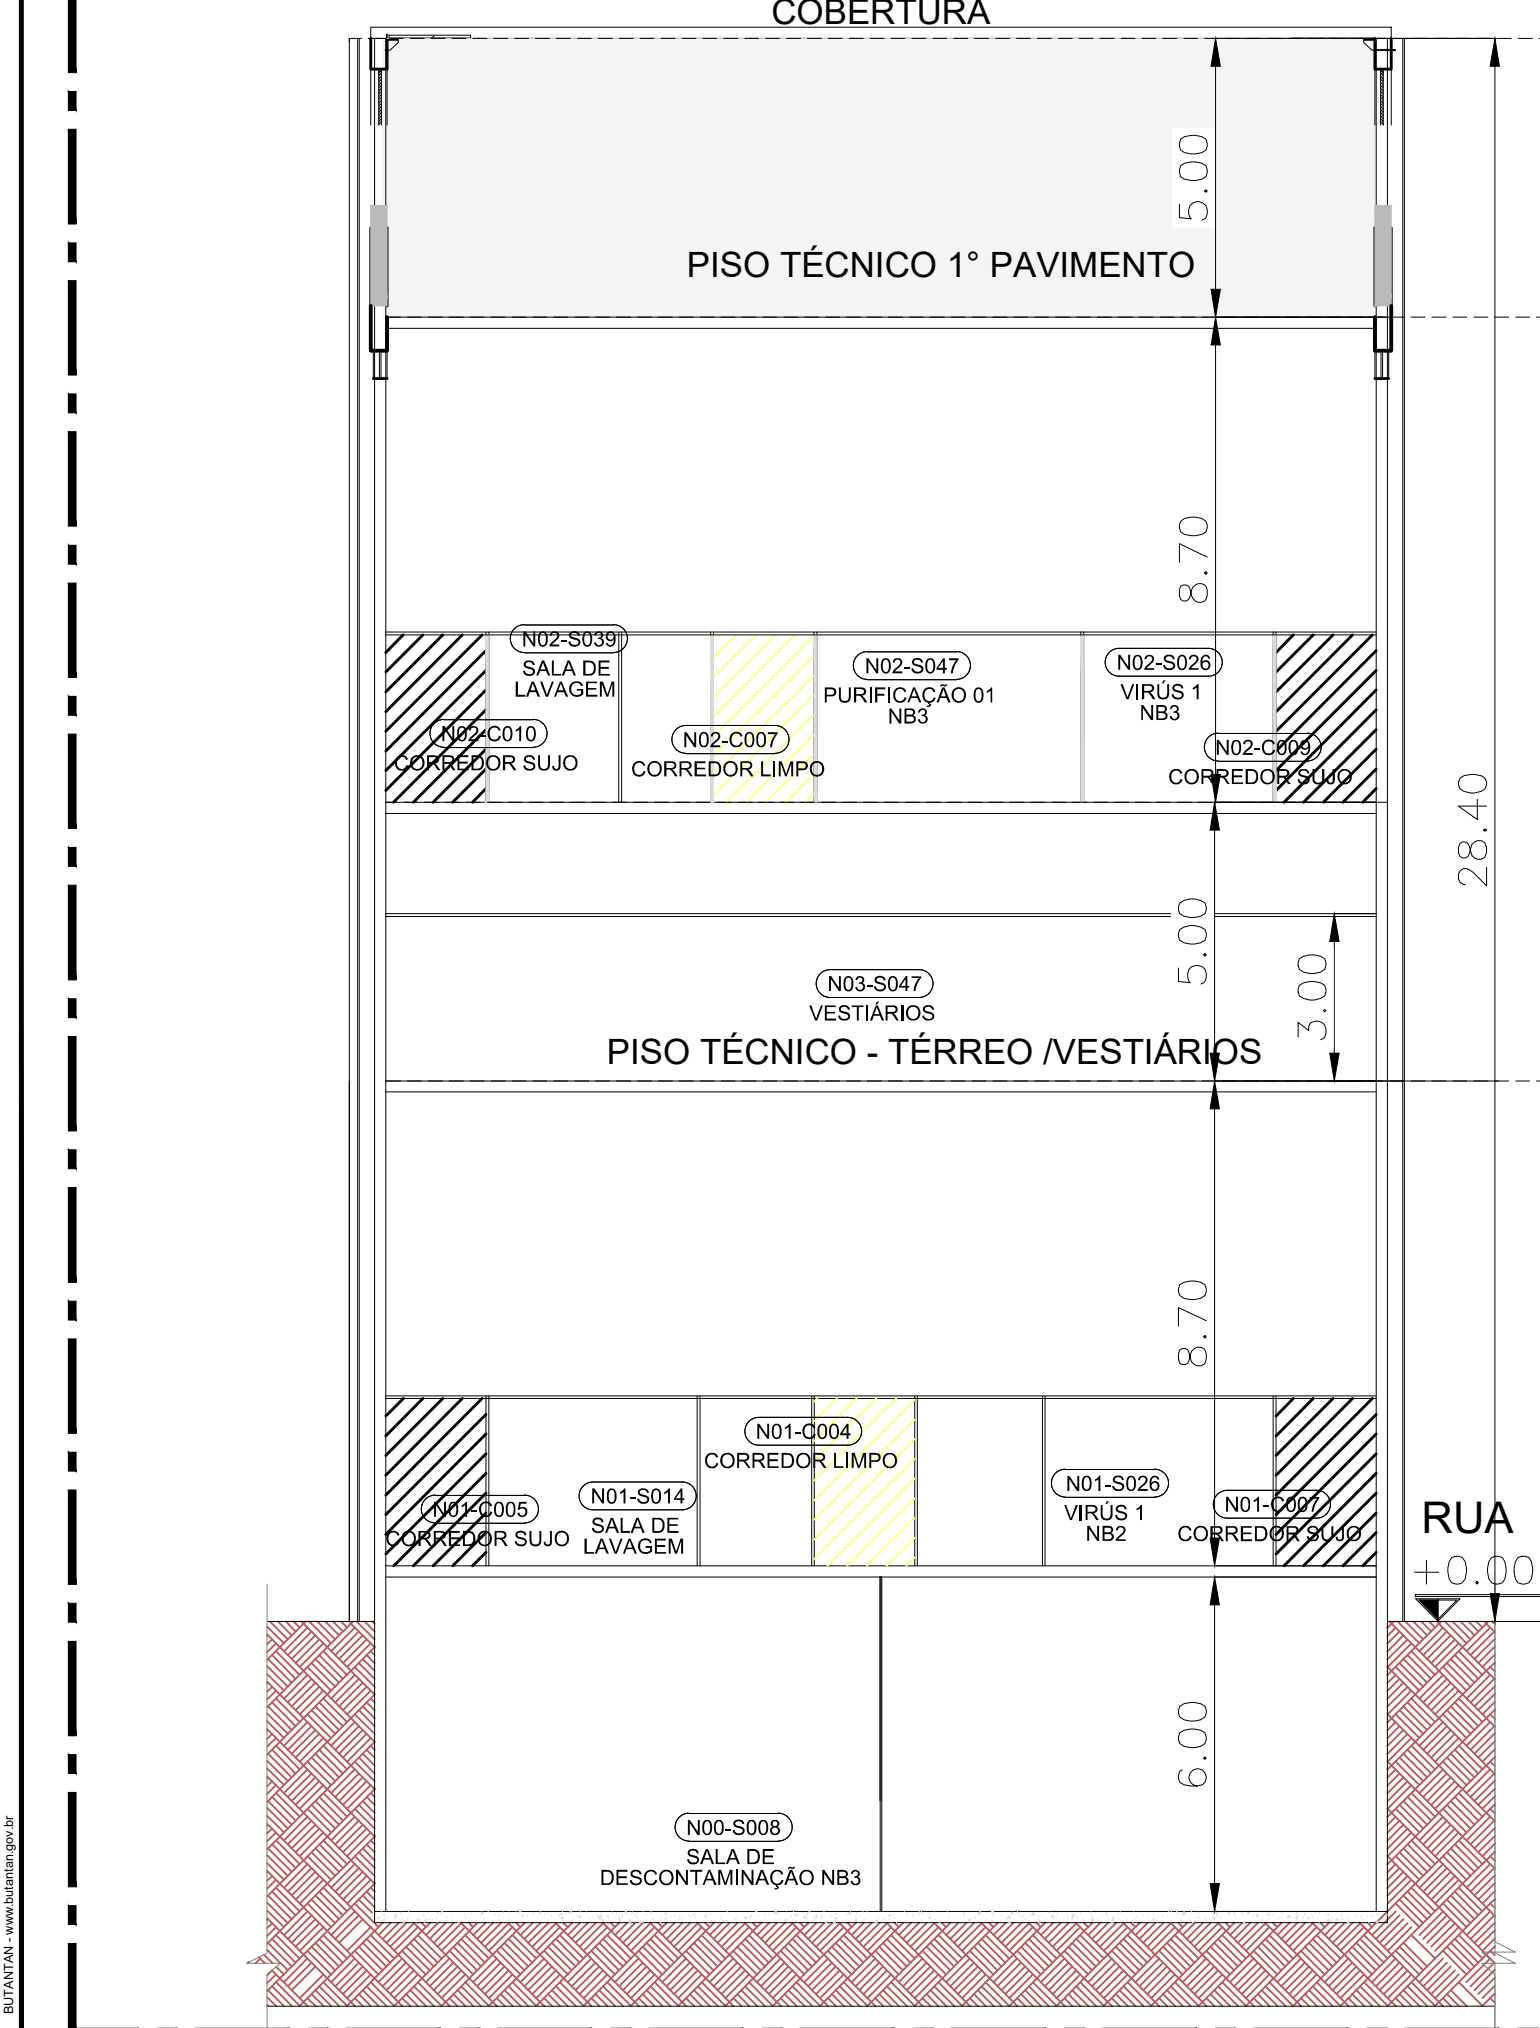 COBERTURA
5.00
PISO TÉCNICO 1° PAVIMENTO
8.70
N02-S039
SALA DE
LAVAGEM
N02-C010
CORREDOR SUJO
N02-C007
CORREDOR LIMPO
N02-S047
PURIFICAÇÃO 01
NB3
N02-S026
VIRÚS 1
NB3
N02-C009
CORREDOR SUJO
28.40
5.00
3.00
N03-S047
VESTIÁRIOS
PISO TÉCNICO - TÉRREO /VESTIÁRIOS
8.70
N01-C005
CORREDOR SUJO
N01-S014
SALA DE
LAVAGEM
N01-C004
CORREDOR LIMPO
N01-S026
VIRÚS 1
NB2
N01-C007
CORREDOR SUJO
RUA
+0.00
6.00
N00-S008
SALA DE
DESCONTAMINAÇÃO NB3
BUTANTAN - www.butantan.gov.br